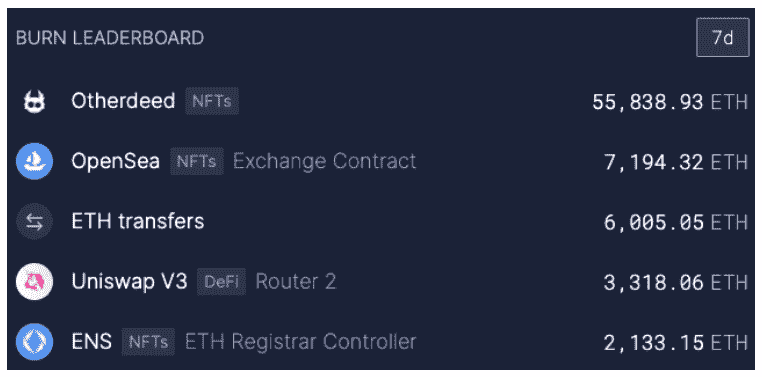 BURN LEADERBOARD 7d
Otherdeed NFTs 55,838.93 ETH
OpenSea NFTs Exchange Contract 7,194.32 ETH
ETH transfers 6,005.05 ETH
Uniswap V3 DeFi Router 2 3,318.06 ETH
ENS NFTs ETH Registrar Controller 2,133.15 ETH